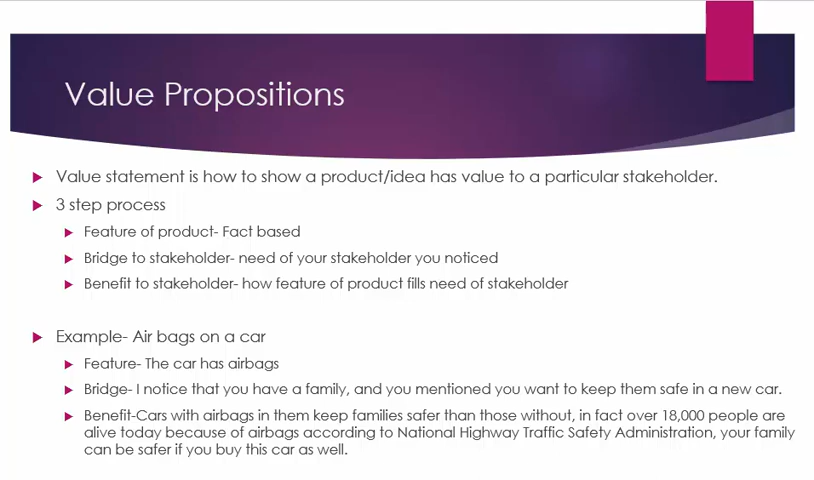 Value Propositions
Value statement is how to show a product/idea has value to a particular stakeholder.
3 step process
Feature of product- Fact based
Bridge to stakeholder- need of your stakeholder you noticed
Benefit to stakeholder- how feature of product fills need of stakeholder
Example- Air bags on a car
Feature- The car has airbags
Bridge- I notice that you have a family, and you mentioned you want to keep them safe in a new car.
Benefit-Cars with airbags in them keep families safer than those without, in fact over 18,000 people are
alive today because of airbags according to National Highway Traffic Safety Administration, your family
can be safer if you buy this car as well.